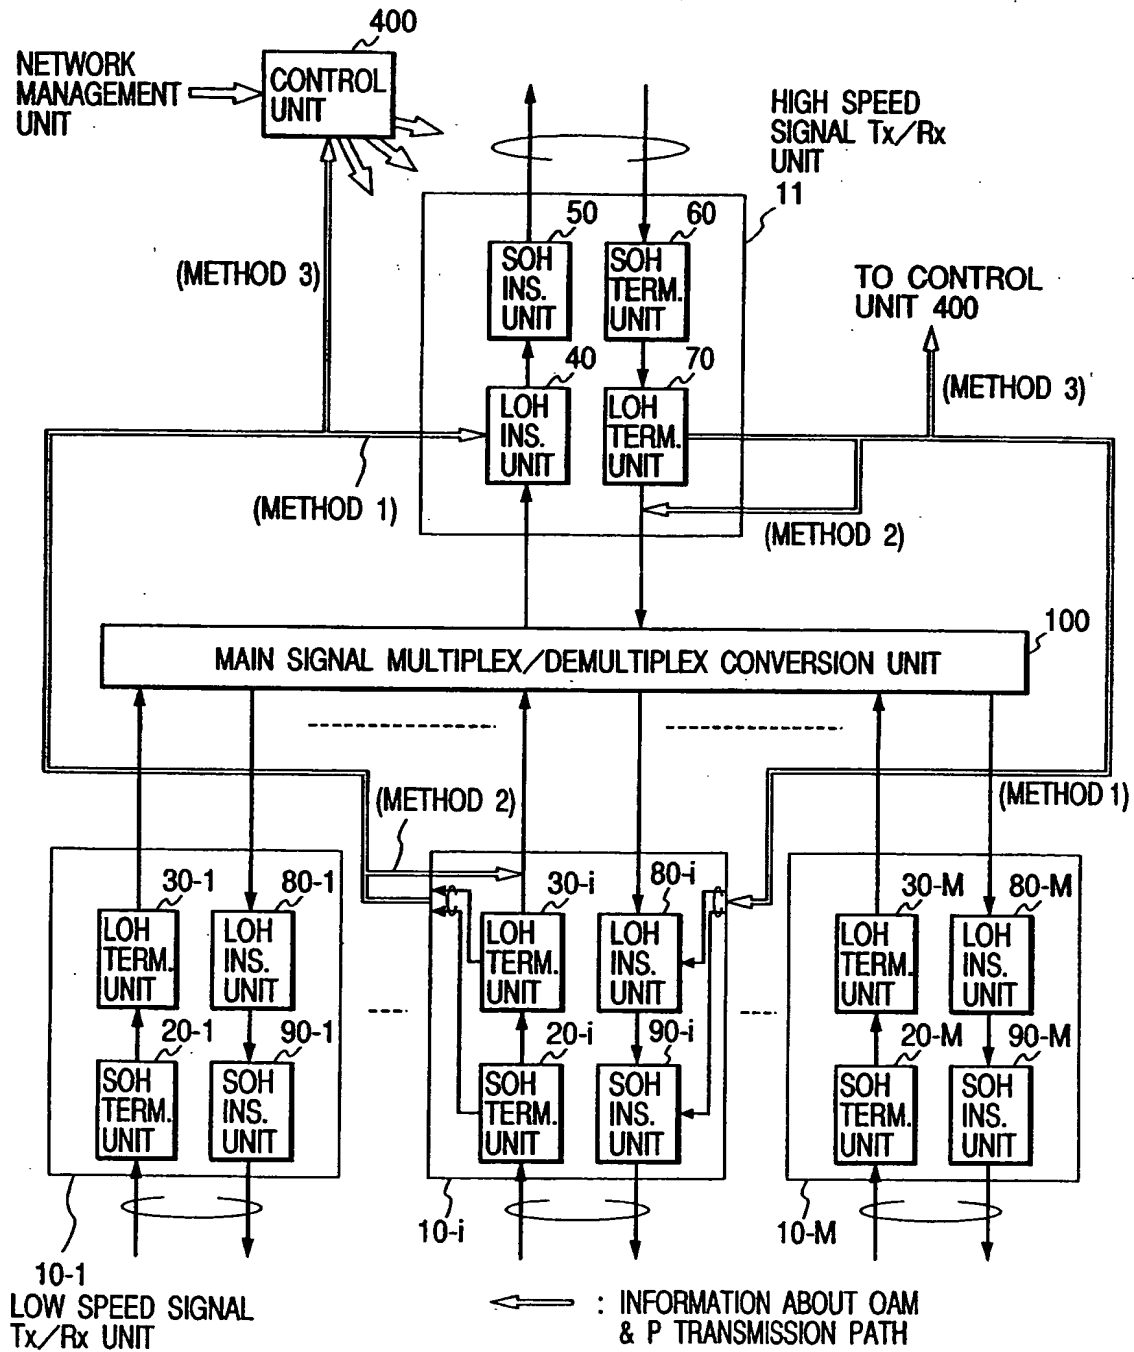 400
NETWORK
MANAGEMENT
UNIT
CONTROL
UNIT
HIGH SPEED
SIGNAL Tx/Rx
UNIT
11
50
60
SOH
INS.
UNIT
SOH
TERM.
UNIT
(METHOD 3)
TO CONTROL
UNIT 400
40
70
(METHOD 3)
LOH
INS.
UNIT
LOH
TERM.
UNIT
(METHOD 1)
(METHOD 2)
100
MAIN SIGNAL MULTIPLEX/DEMULTIPLEX CONVERSION UNIT
(METHOD 2)
(METHOD 1)
30-1
80-1
LOH
TERM.
UNIT
LOH
INS.
UNIT
20-1
90-1
SOH
TERM.
UNIT
SOH
INS.
UNIT
30-i
80-i
LOH
TERM.
UNIT
LOH
INS.
UNIT
20-i
90-i
SOH
TERM.
UNIT
SOH
INS.
UNIT
30-M
80-M
LOH
TERM.
UNIT
LOH
INS.
UNIT
20-M
90-M
SOH
TERM.
UNIT
SOH
INS.
UNIT
10-1
LOW SPEED SIGNAL
Tx/Rx UNIT
10-i
10-M
: INFORMATION ABOUT OAM
& P TRANSMISSION PATH